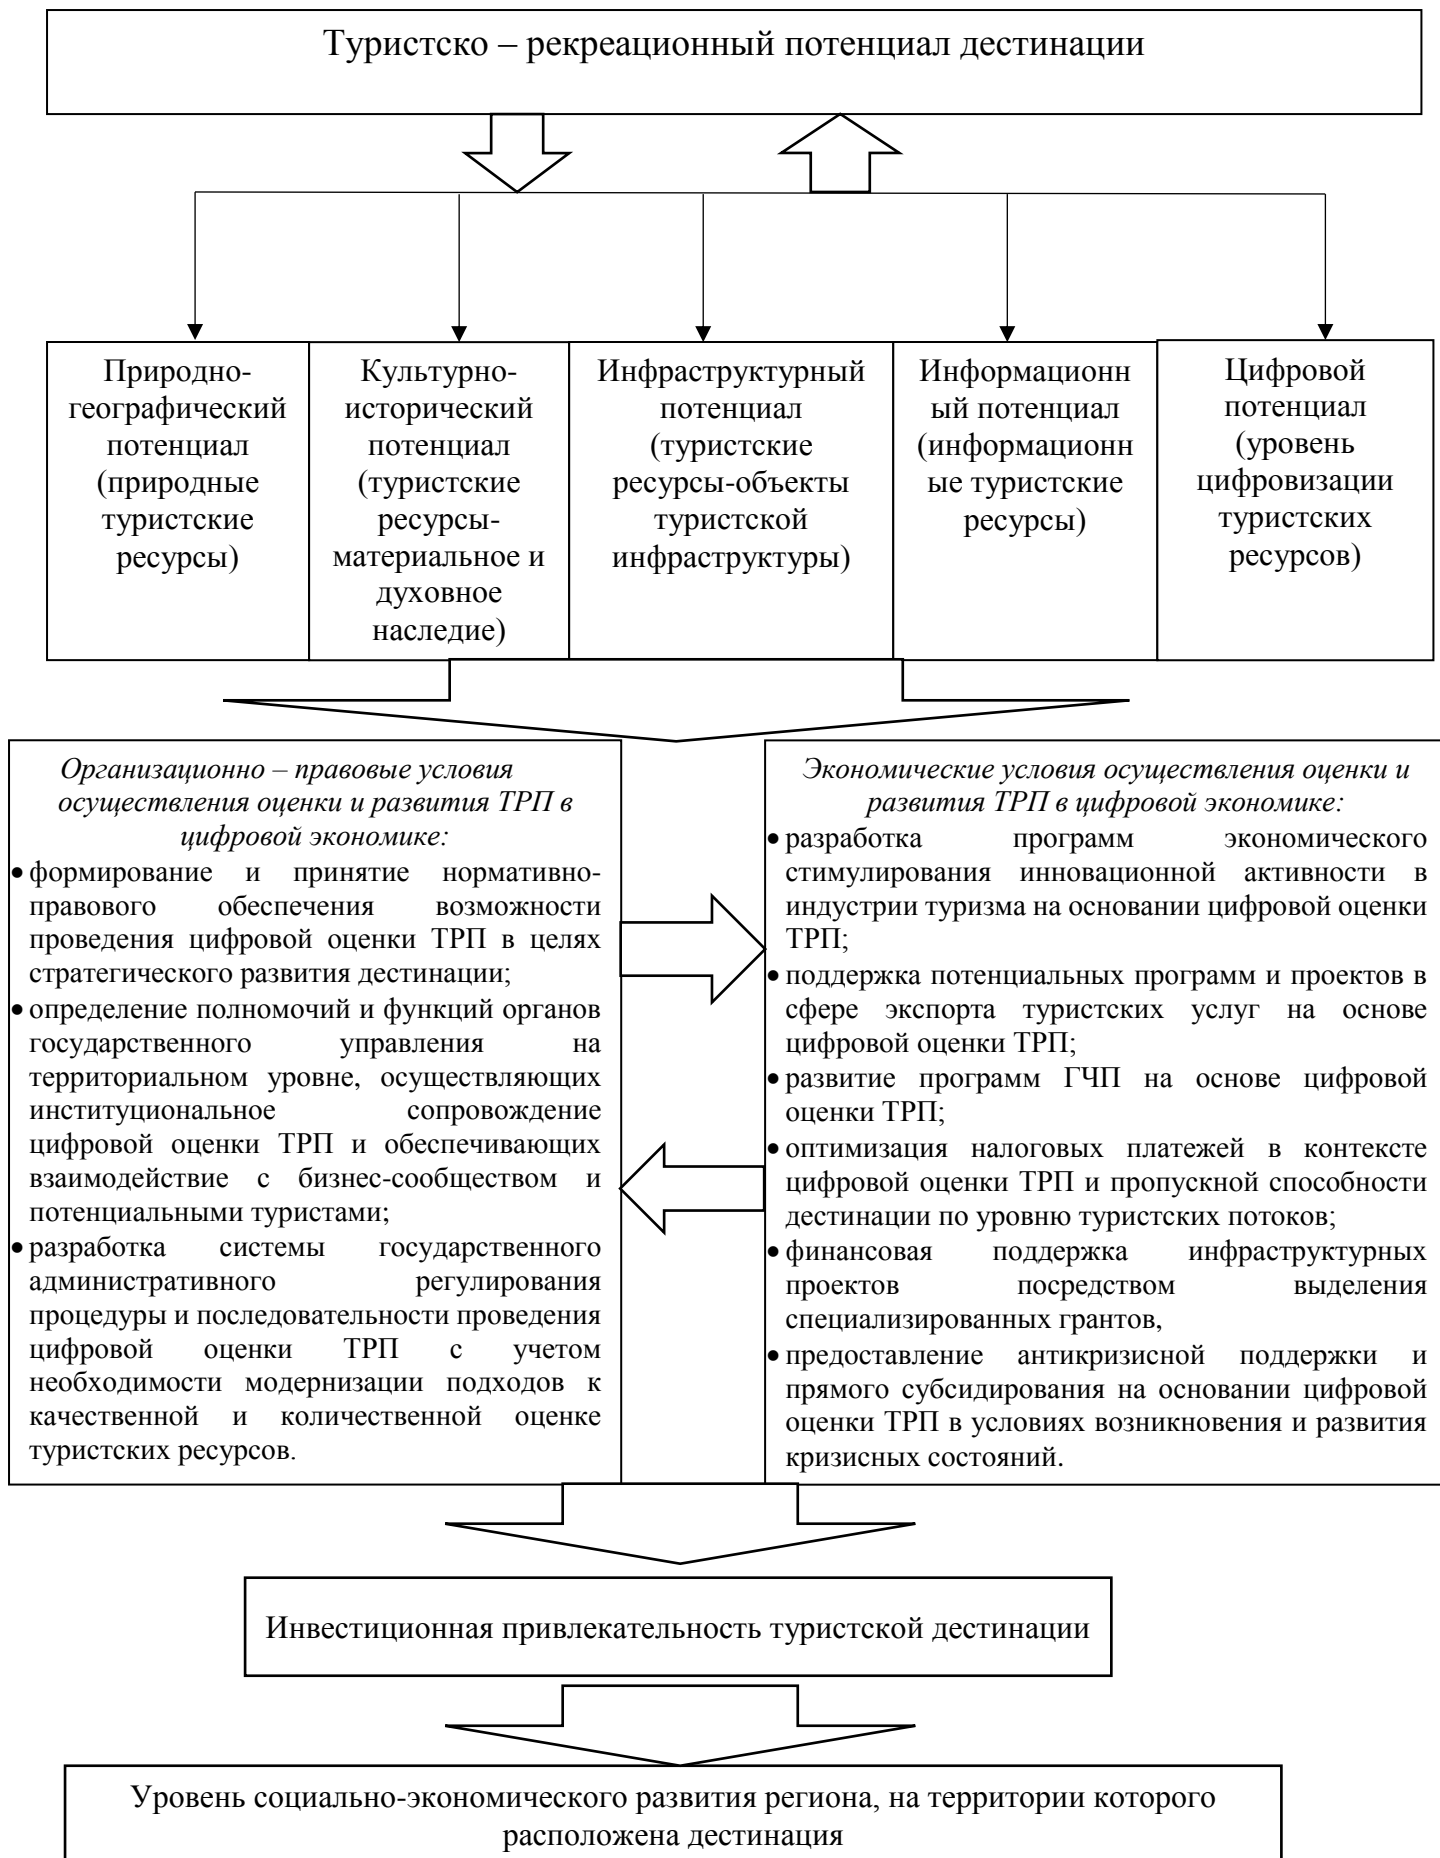 Туристско – рекреационный потенциал дестинации
Природно-
географический
потенциал
(природные
туристские
ресурсы)
Культурно-
исторический
потенциал
(туристские
ресурсы-
материальное и
духовное
наследие)
Инфраструктурный
потенциал
(туристские
ресурсы-объекты
туристской
инфраструктуры)
Информационн
ый потенциал
(информационн
ые туристские
ресурсы)
Цифровой
потенциал
(уровень
цифровизации
туристских
ресурсов)
Организационно – правовые условия
осуществления оценки и развития ТРП в
цифровой экономике:
• формирование и принятие нормативно-
правового обеспечения возможности
проведения цифровой оценки ТРП в целях
стратегического развития дестинации;
• определение полномочий и функций органов
государственного управления на
территориальном уровне, осуществляющих
институциональное сопровождение
цифровой оценки ТРП и обеспечивающих
взаимодействие с бизнес-сообществом и
потенциальными туристами;
• разработка системы государственного
административного регулирования
процедуры и последовательности проведения
цифровой оценки ТРП с учетом
необходимости модернизации подходов к
качественной и количественной оценке
туристских ресурсов.
Экономические условия осуществления оценки и
развития ТРП в цифровой экономике:
• разработка программ экономического
стимулирования инновационной активности в
индустрии туризма на основании цифровой оценки
ТРП;
• поддержка потенциальных программ и проектов в
сфере экспорта туристских услуг на основе
цифровой оценки ТРП;
• развитие программ ГЧП на основе цифровой
оценки ТРП;
• оптимизация налоговых платежей в контексте
цифровой оценки ТРП и пропускной способности
дестинации по уровню туристских потоков;
• финансовая поддержка инфраструктурных
проектов посредством выделения
специализированных грантов,
• предоставление антикризисной поддержки и
прямого субсидирования на основании цифровой
оценки ТРП в условиях возникновения и развития
кризисных состояний.
Инвестиционная привлекательность туристской дестинации
Уровень социально-экономического развития региона, на территории которого
расположена дестинация